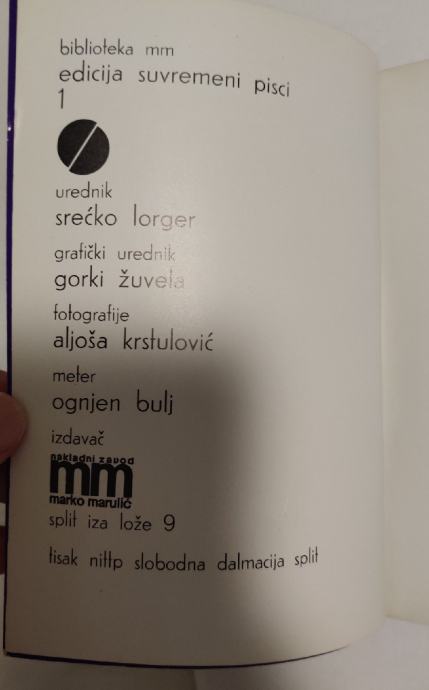 biblioteka mm
edicija suvremeni pisci
1
urednik
srećko lorger
grafički urednik
gorki žuvela
fotografije
aljoša krstulović
meter
ognjen bulj
izdavač
nakladni zavod
mm
marko marulić
split iza lože 9
tisak nittp slobodna dalmacija split